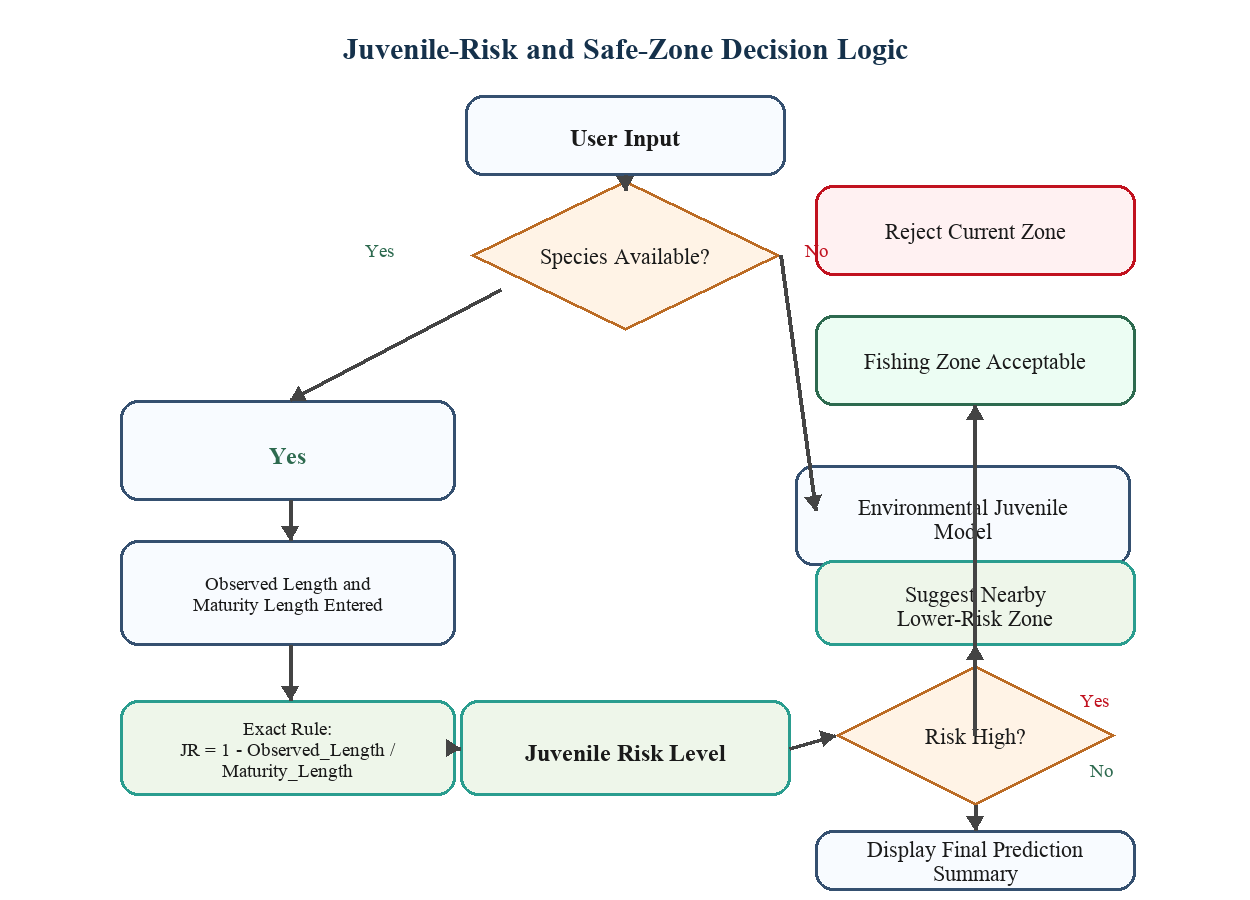 Juvenile-Risk and Safe-Zone Decision Logic
User Input
Species Available?
Yes
No
Reject Current Zone
Fishing Zone Acceptable
Yes
Environmental Juvenile
Model
Observed Length and
Maturity Length Entered
Suggest Nearby
Lower-Risk Zone
Exact Rule:
JR = 1 - Observed_Length /
Maturity_Length
Juvenile Risk Level
Risk High?
Yes
No
Display Final Prediction
Summary